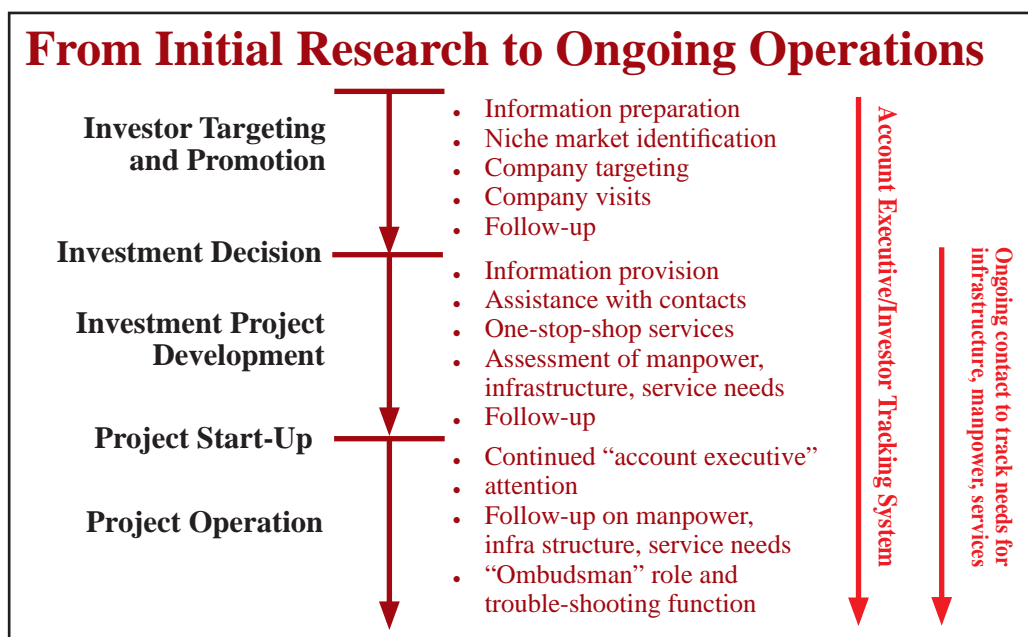 From Initial Research to Ongoing Operations
Investor Targeting
and Promotion
• Information preparation
• Niche market identification
• Company targeting
• Company visits
• Follow-up
Investment Decision
Investment Project
Development
• Information provision
• Assistance with contacts
• One-stop-shop services
• Assessment of manpower,
infrastructure, service needs
• Follow-up
Project Start-Up
Project Operation
• Continued “account executive”
• attention
• Follow-up on manpower,
infra structure, service needs
• “Ombudsman” role and
trouble-shooting function
Account Executive/Investor Tracking System
Ongoing contact to track needs for
infrastructure, manpower, services